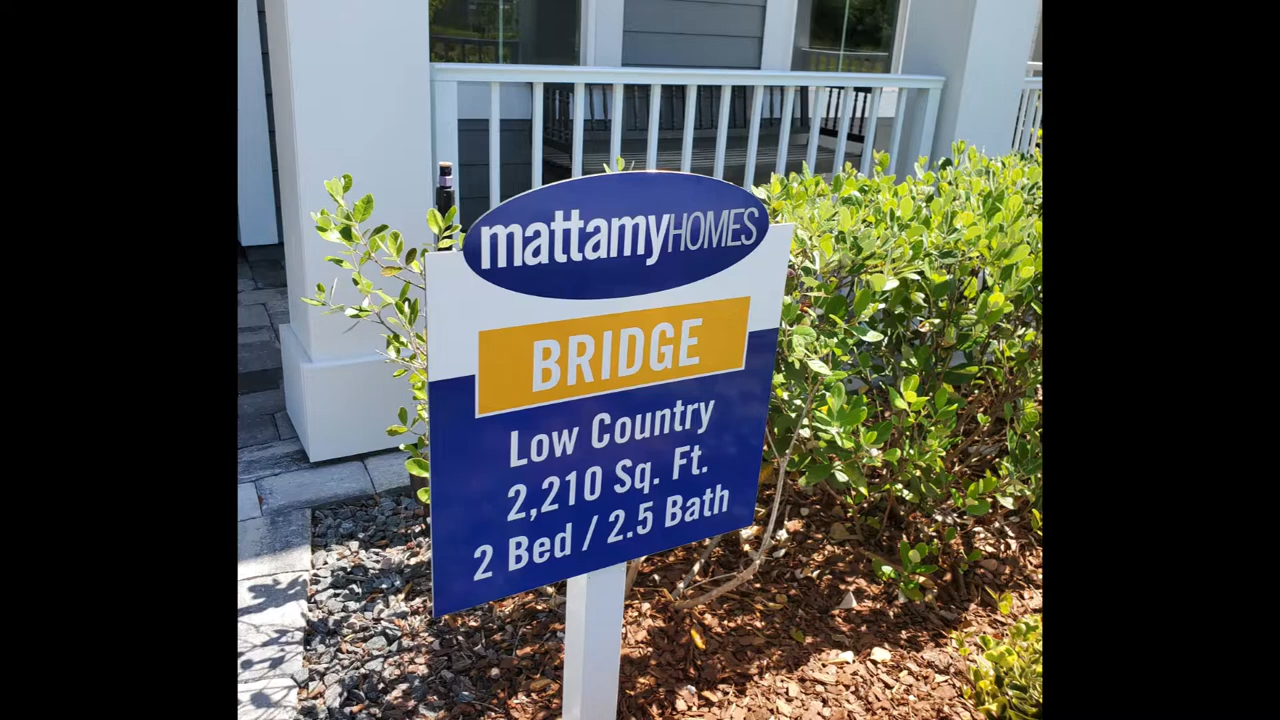 mattamyHOMES
BRIDGE
Low Country
2,210 Sq. Ft.
2 Bed / 2.5 Bath